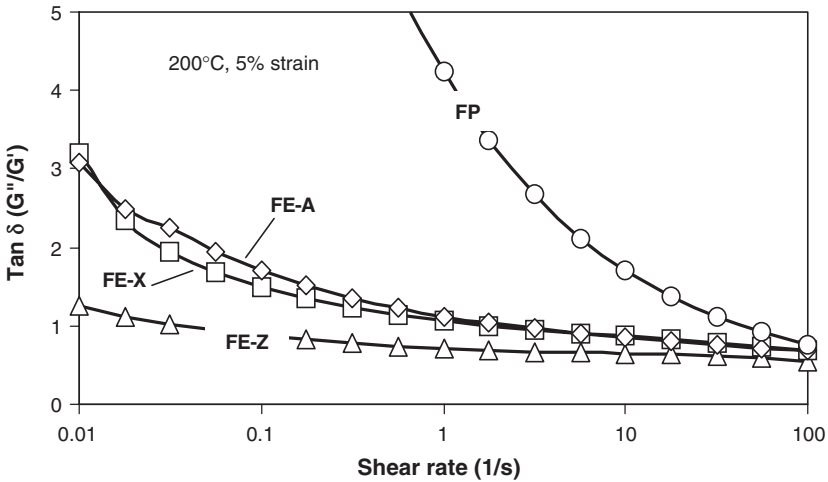 5
200°C, 5% strain
4
FP
3
FE-A
2
FE-X
1
FE-Z
0
0.01 0.1 1 10 100
Shear rate (1/s)
Tan δ (G"/G')